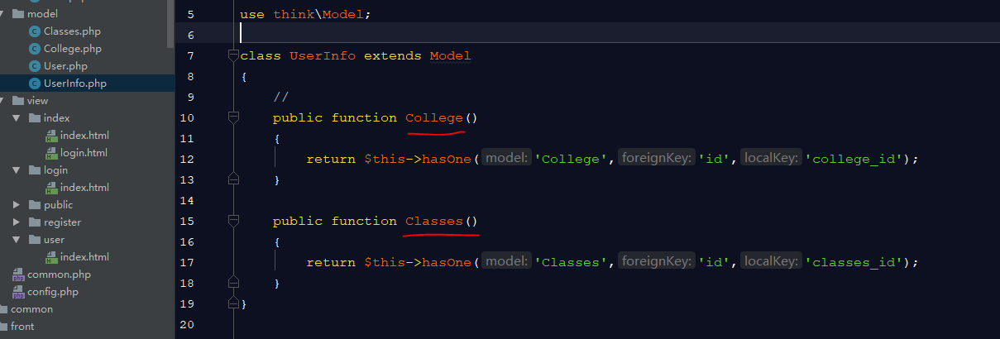 model
Classes.php
College.php
User.php
UserInfo.php
view
index
index.html
login.html
login
index.html
public
register
user
index.html
common.php
config.php
common
front
5 use think\Model;
6
7 class UserInfo extends Model
8 {
9 //
10 public function College()
11 {
12 return $this->hasOne( model: 'College', foreignKey: 'id', localKey: 'college_id');
13 }
14
15 public function Classes()
16 {
17 return $this->hasOne( model: 'Classes', foreignKey: 'id', localKey: 'classes_id');
18 }
19 }
20